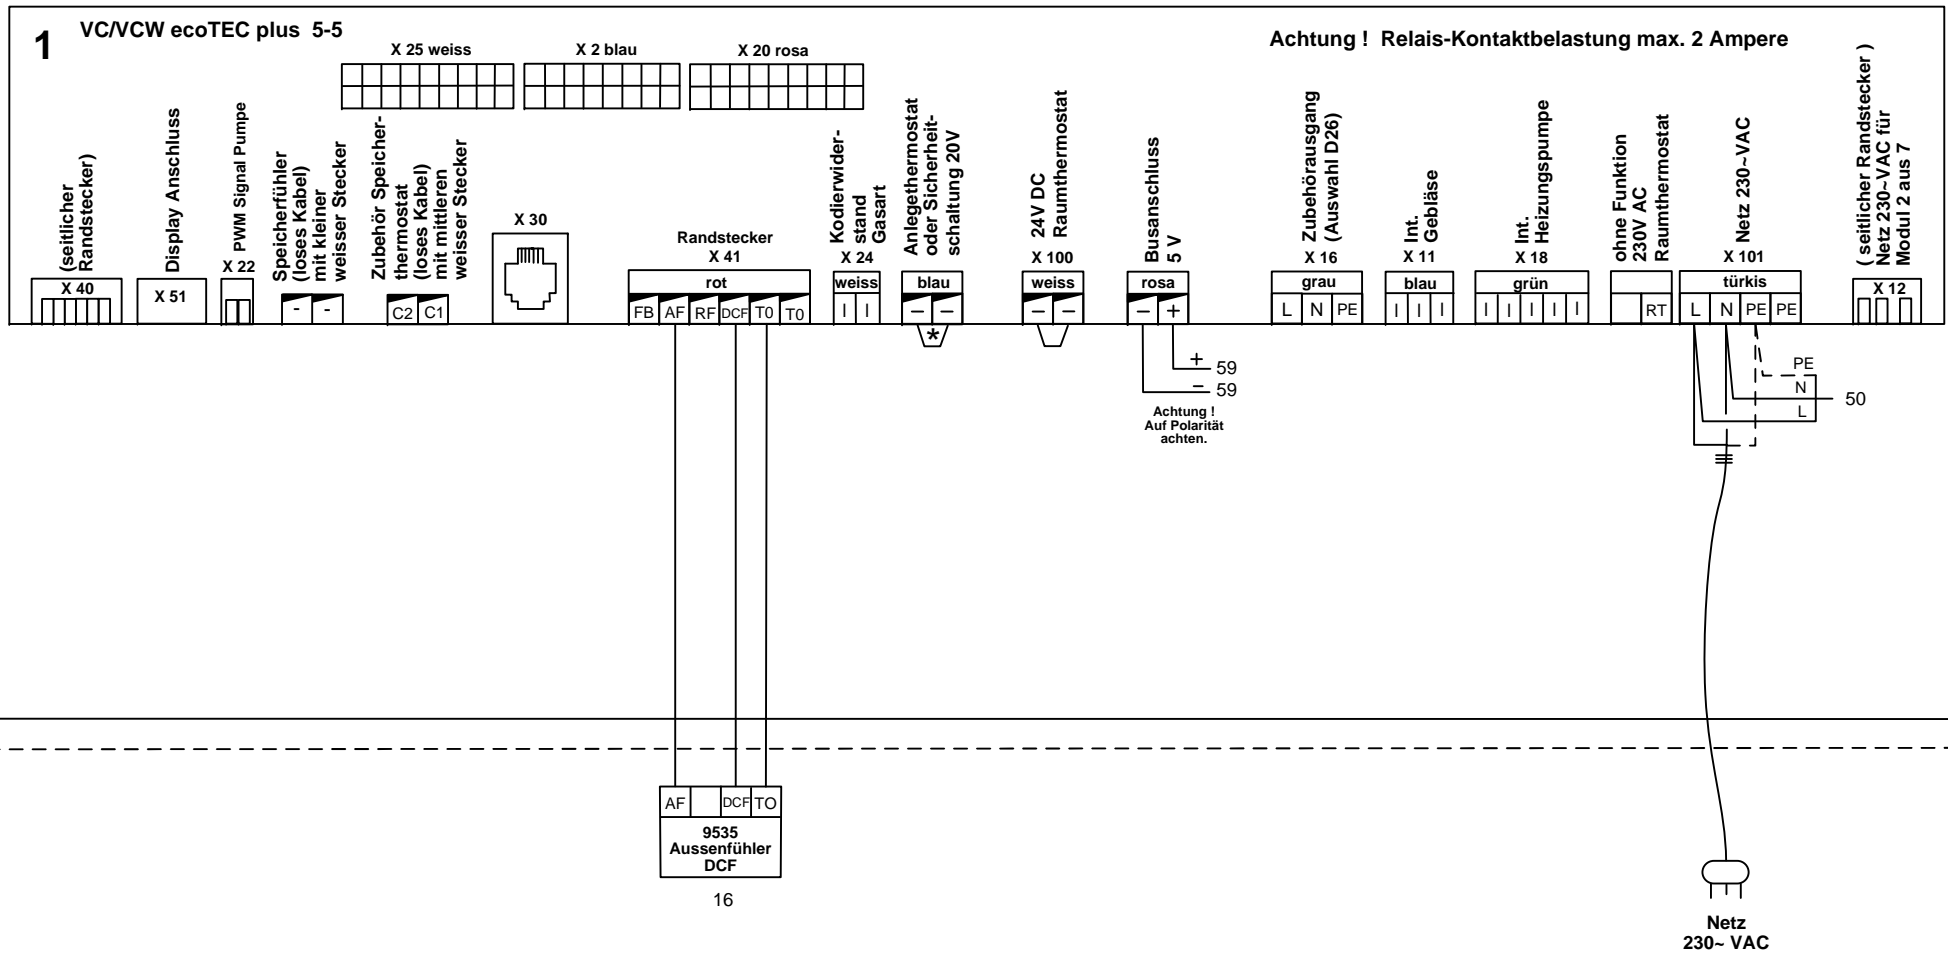 1
VC/VCW ecoTEC plus 5-5
Achtung ! Relais-Kontaktbelastung max. 2 Ampere
X 25 weiss
X 2 blau
X 20 rosa
(seitlicher
Randstecker)
X 40
Display Anschluss
X 51
PWM Signal Pumpe
X 22
Speicherfühler
(loses Kabel)
mit kleiner
weisser Stecker
- -
Zubehör Speicher-
thermostat
(loses Kabel)
mit mittleren
weisser Stecker
C2 C1
X 30
Randstecker
X 41
rot
FB AF RF DCF T0 T0
Kodierwider-
stand
Gasart
X 24
weiss
I I
Anlegethermostat
oder Sicherheit-
schaltung 20V
blau
– –
*
24V DC
Raumthermostat
X 100
weiss
– –
Busanschluss
5 V
rosa
– +
+ 59
– 59
Achtung !
Auf Polarität
achten.
Zubehörausgang
(Auswahl D26)
X 16
grau
L N PE
Int.
Gebläse
X 11
blau
I I I
Int.
Heizungspumpe
X 18
grün
I I I I I
ohne Funktion
230V AC
Raumthermostat
RT
Netz 230~VAC
X 101
türkis
L N PE PE
( seitlicher Randstecker )
Netz 230~VAC für
Modul 2 aus 7
X 12
PE
N
L
50
AF DCF TO
9535
Aussenfühler
DCF
16
Netz
230~ VAC